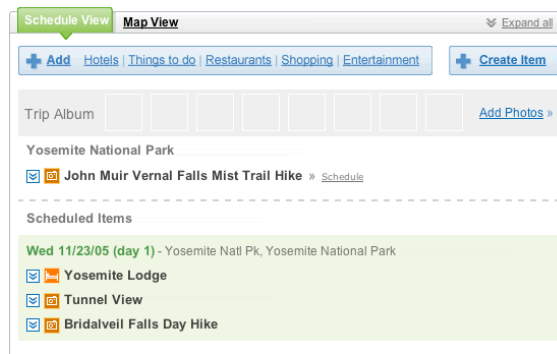 Schedule View Map View Expand all
Add Hotels | Things to do | Restaurants | Shopping | Entertainment Create Item
Trip Album Add Photos »
Yosemite National Park
John Muir Vernal Falls Mist Trail Hike » Schedule
Scheduled Items
Wed 11/23/05 (day 1) - Yosemite Natl Pk, Yosemite National Park
Yosemite Lodge
Tunnel View
Bridalveil Falls Day Hike